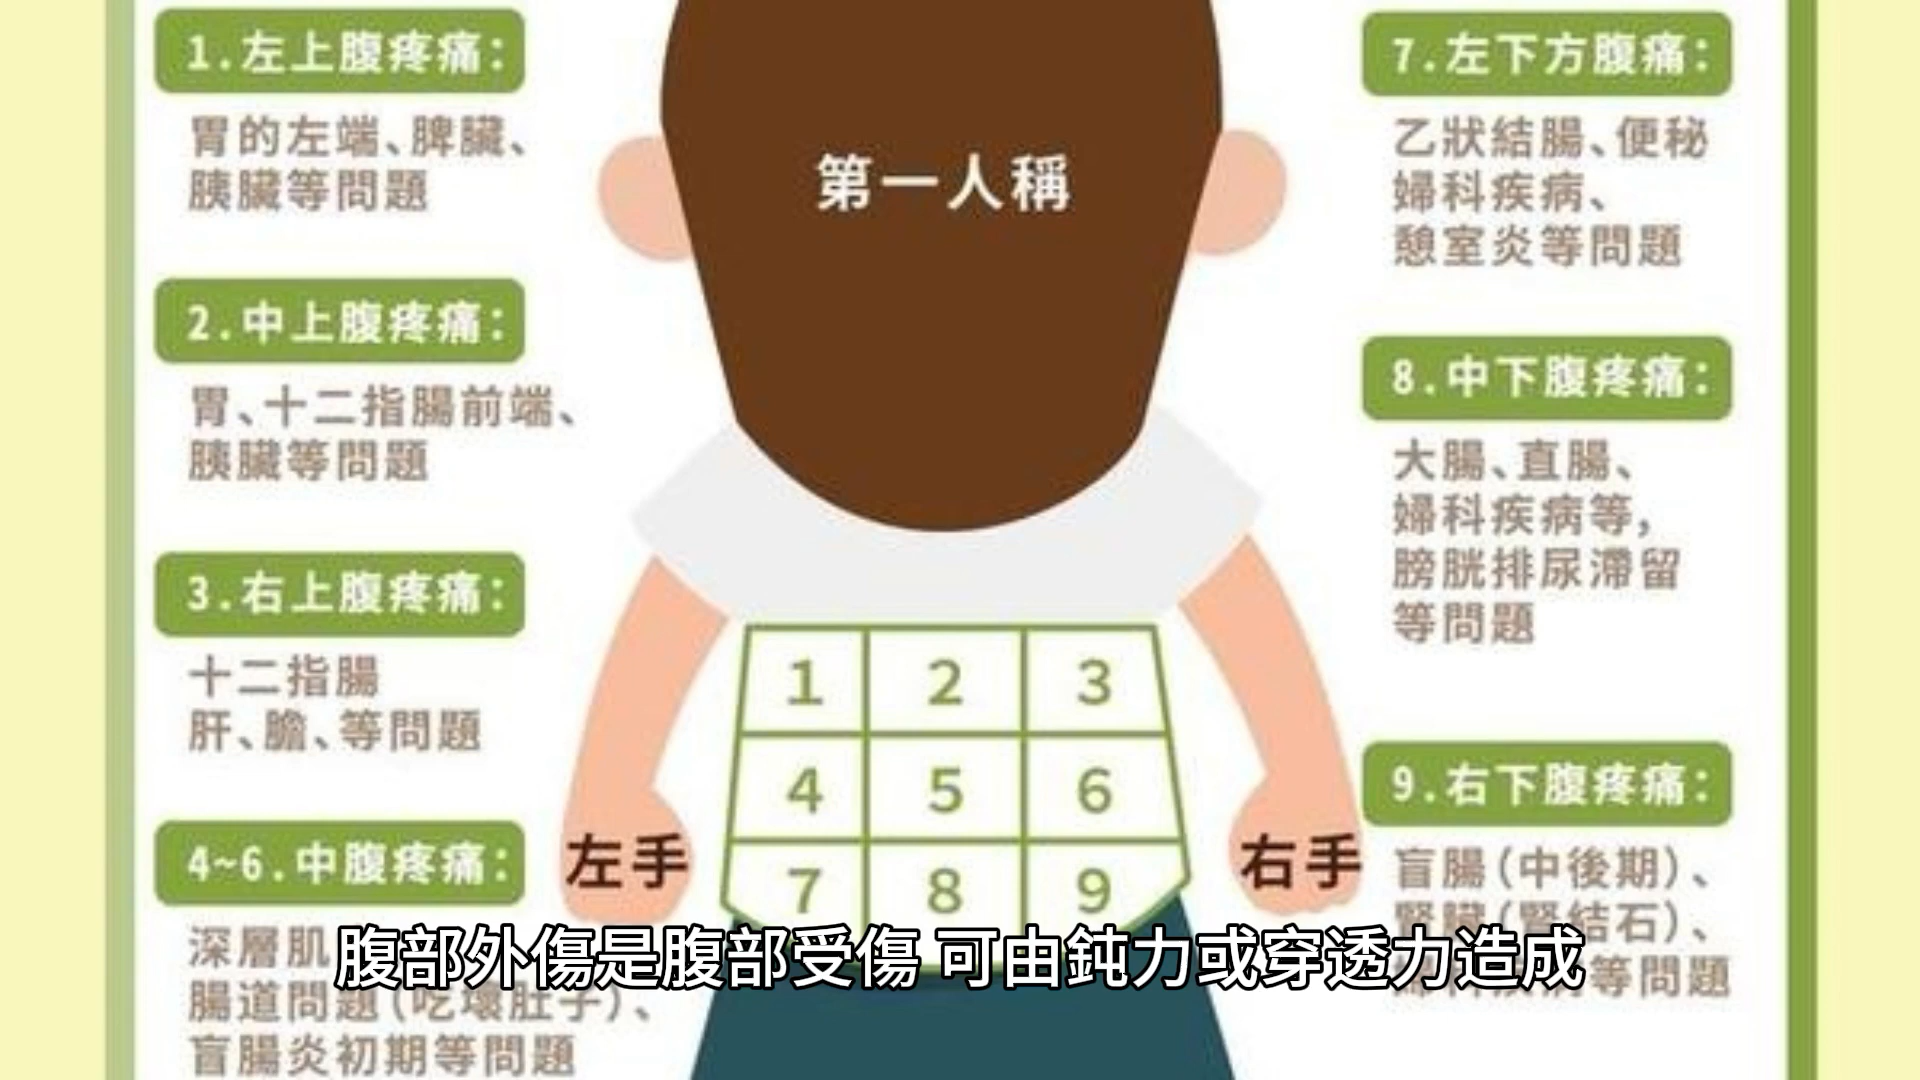 1.左上腹疼痛：
胃的左端、脾臟、
胰臟等問題
2.中上腹疼痛：
胃、十二指腸前端、
胰臟等問題
3.右上腹疼痛：
十二指腸
肝、膽、等問題
4~6.中腹疼痛：
深層肌
腸道問題（吃壞肚子）、
盲腸炎初期等問題
第一人稱
1 2 3
4 5 6
7 8 9
左手
右手
7.左下方腹痛：
乙狀結腸、便秘
婦科疾病、
憩室炎等問題
8.中下腹疼痛：
大腸、直腸、
婦科疾病等，
膀胱排尿滯留
等問題
9.右下腹疼痛：
盲腸（中後期）、
腎臟（腎結石）、
婦科疾病等問題
腹部外傷是腹部受傷 可由鈍力或穿透力造成